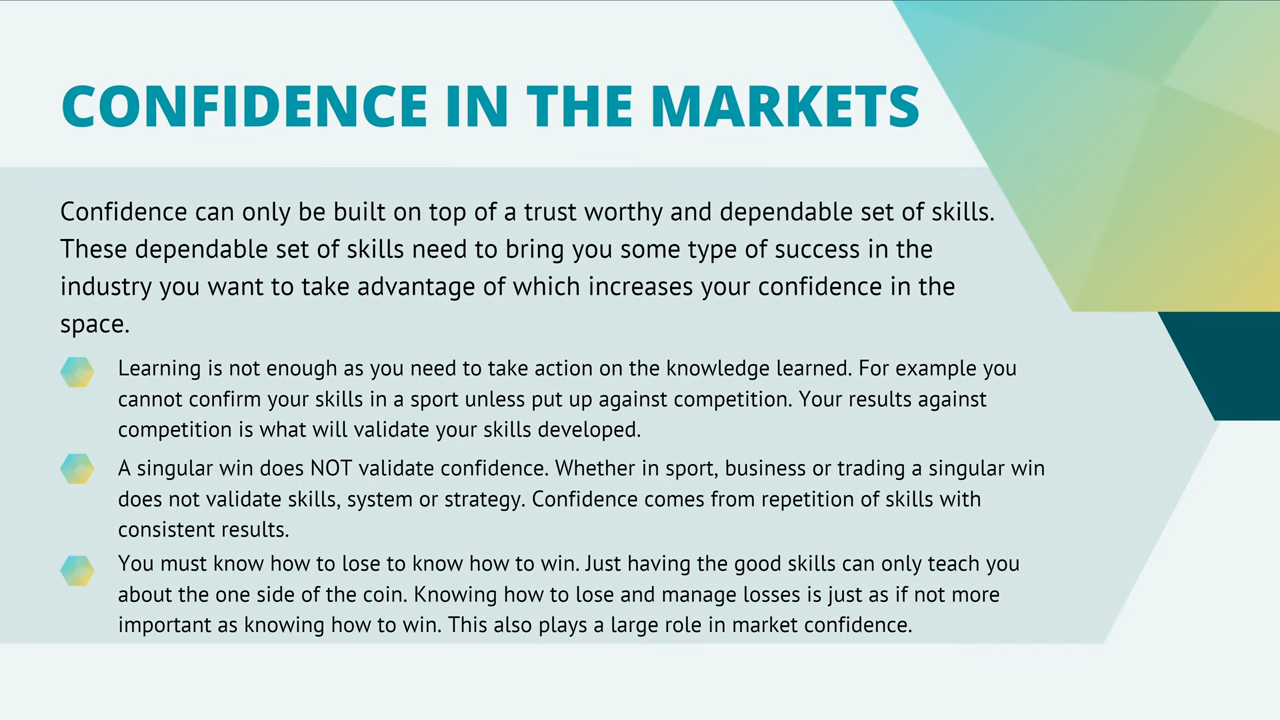 CONFIDENCE IN THE MARKETS
Confidence can only be built on top of a trust worthy and dependable set of skills.
These dependable set of skills need to bring you some type of success in the
industry you want to take advantage of which increases your confidence in the
space.
Learning is not enough as you need to take action on the knowledge learned. For example you
cannot confirm your skills in a sport unless put up against competition. Your results against
competition is what will validate your skills developed.
A singular win does NOT validate confidence. Whether in sport, business or trading a singular win
does not validate skills, system or strategy. Confidence comes from repetition of skills with
consistent results.
You must know how to lose to know how to win. Just having the good skills can only teach you
about the one side of the coin. Knowing how to lose and manage losses is just as if not more
important as knowing how to win. This also plays a large role in market confidence.